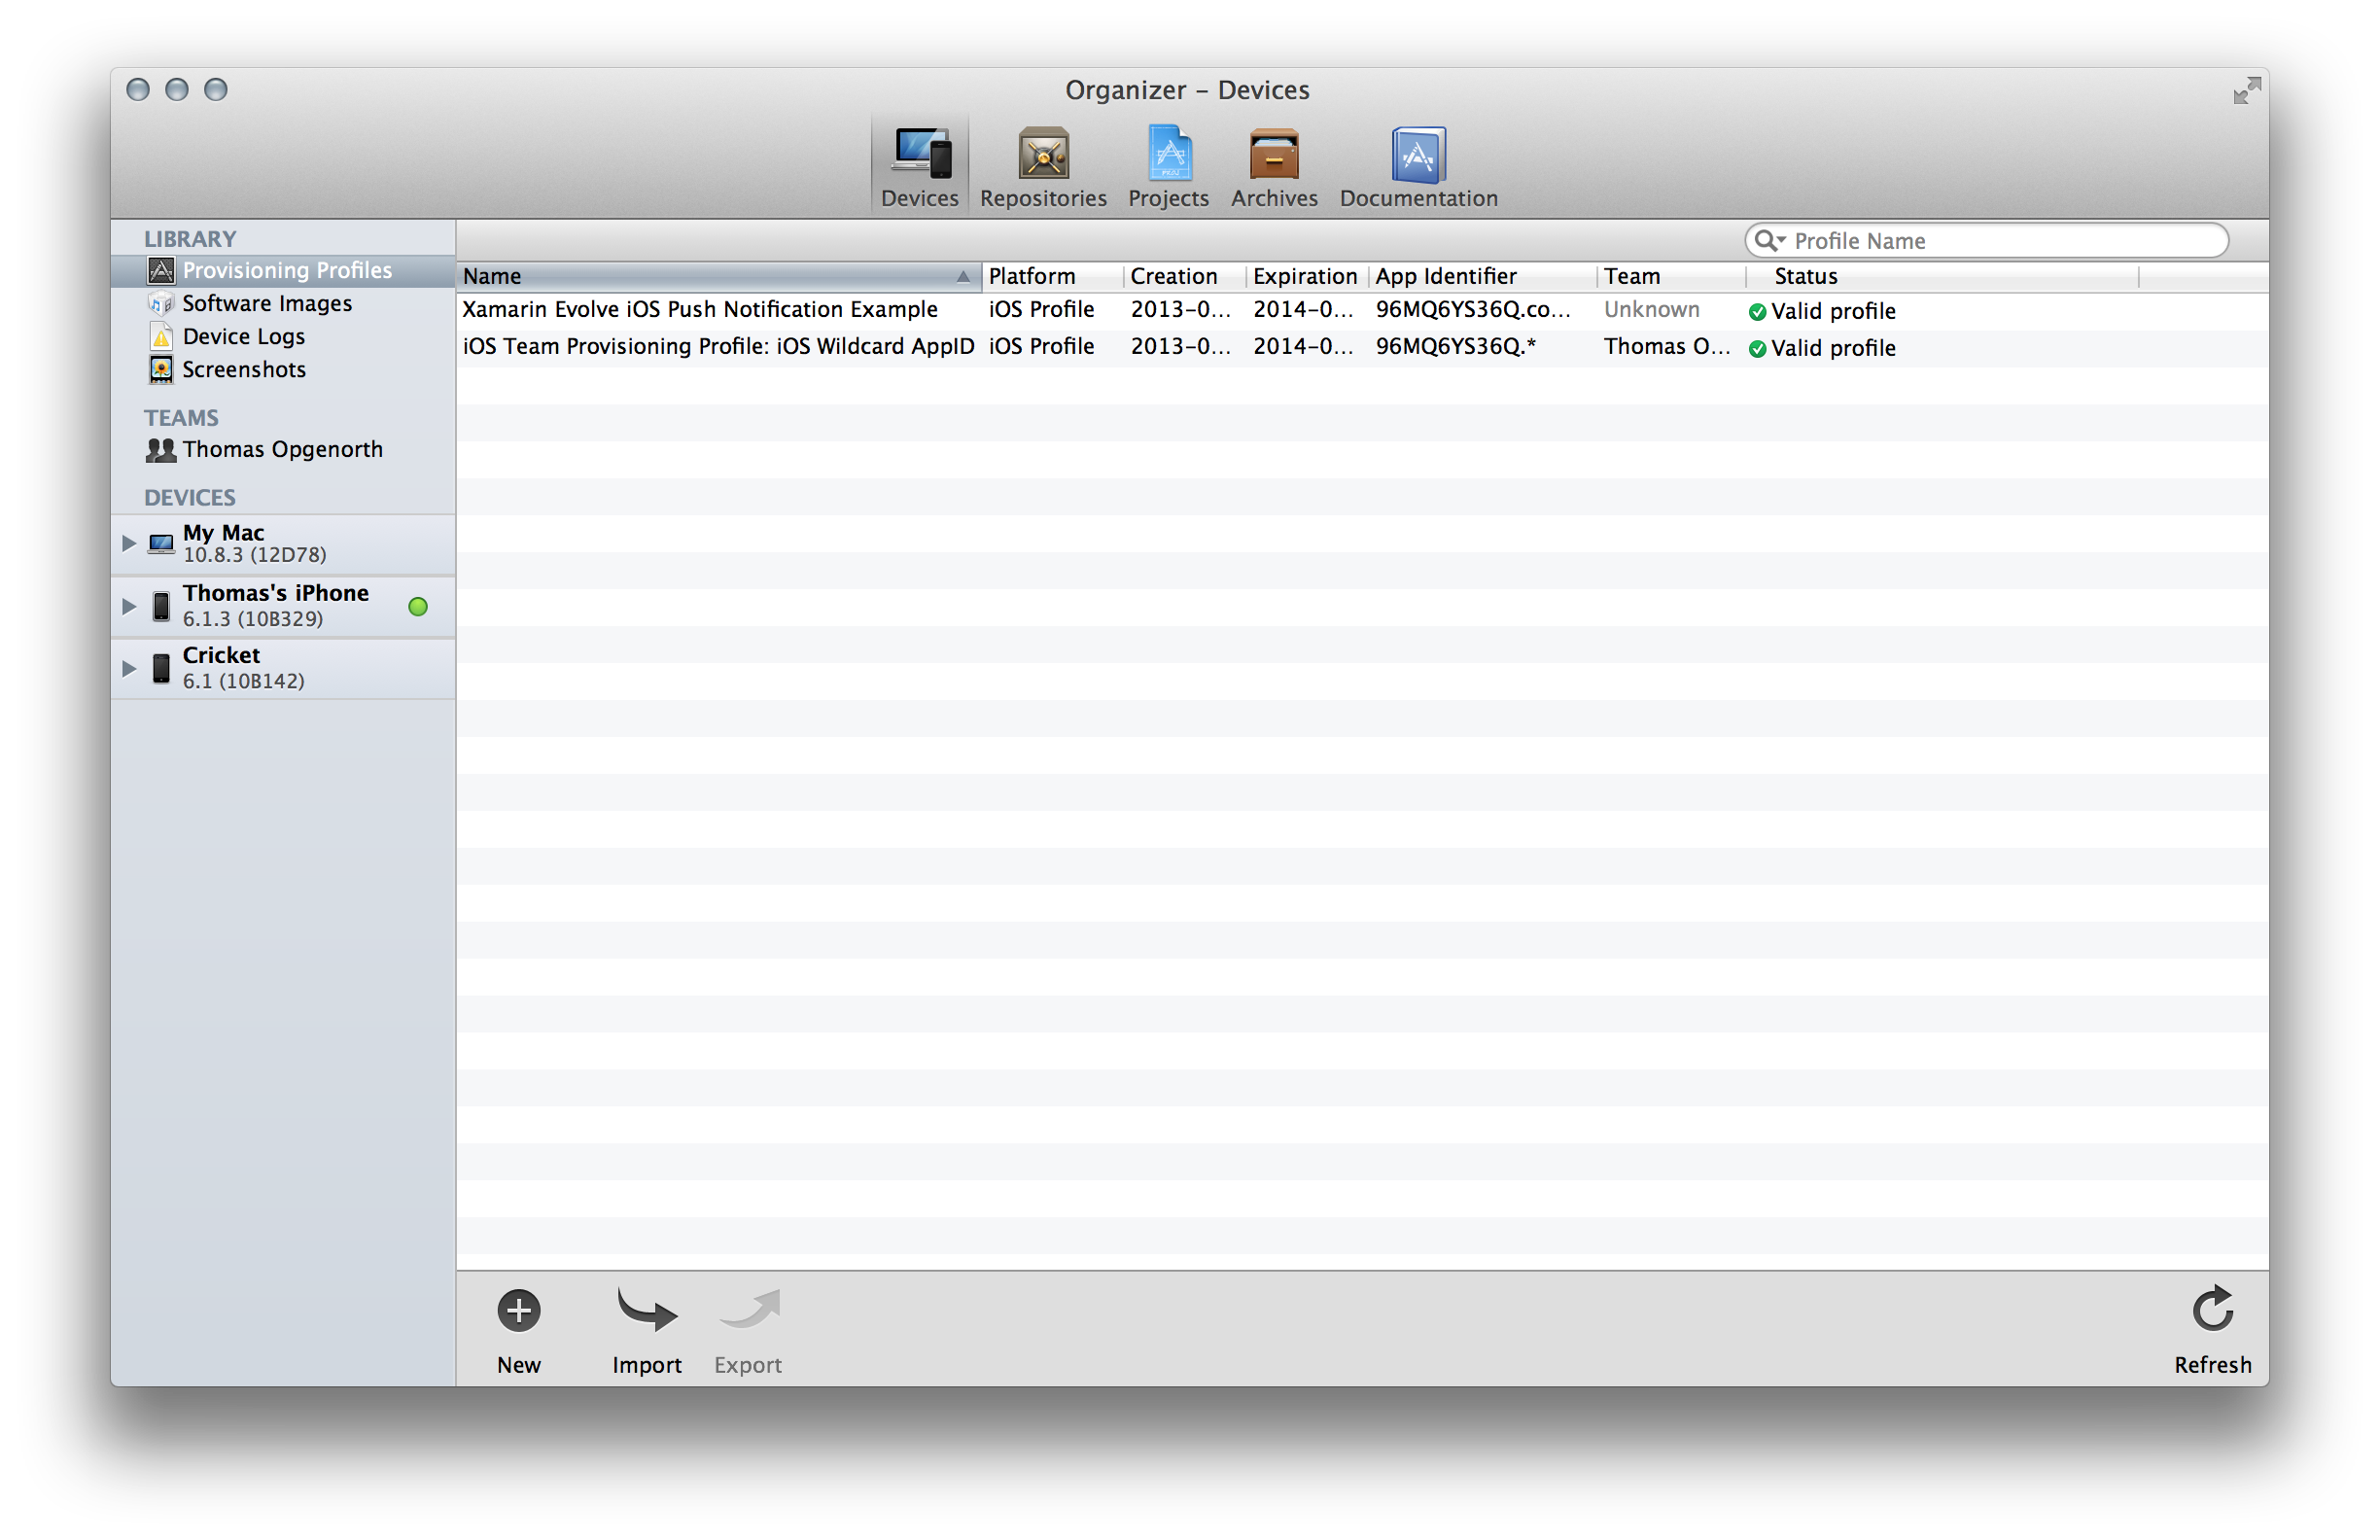 Organizer – Devices
Devices Repositories Projects Archives Documentation
Profile Name
LIBRARY
Provisioning Profiles
Software Images
Device Logs
Screenshots
TEAMS
Thomas Opgenorth
DEVICES
My Mac
10.8.3 (12D78)
Thomas's iPhone
6.1.3 (10B329)
Cricket
6.1 (10B142)
Name Platform Creation Expiration App Identifier Team Status
Xamarin Evolve iOS Push Notification Example iOS Profile 2013-0... 2014-0... 96MQ6YS36Q.co... Unknown Valid profile
iOS Team Provisioning Profile: iOS Wildcard AppID iOS Profile 2013-0... 2014-0... 96MQ6YS36Q.* Thomas O... Valid profile
New Import Export Refresh